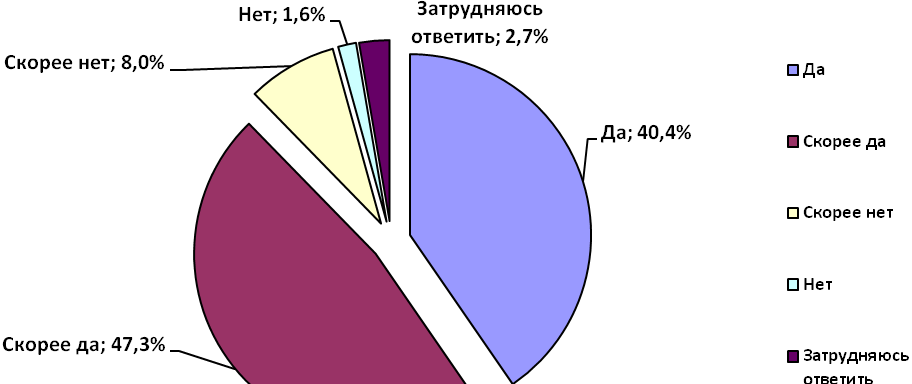 Нет; 1,6%
Затрудняюсь
ответить; 2,7%
Скорее нет; 8,0%
Да; 40,4%
Скорее да; 47,3%
Да
Скорее да
Скорее нет
Нет
Затрудняюсь
ответить